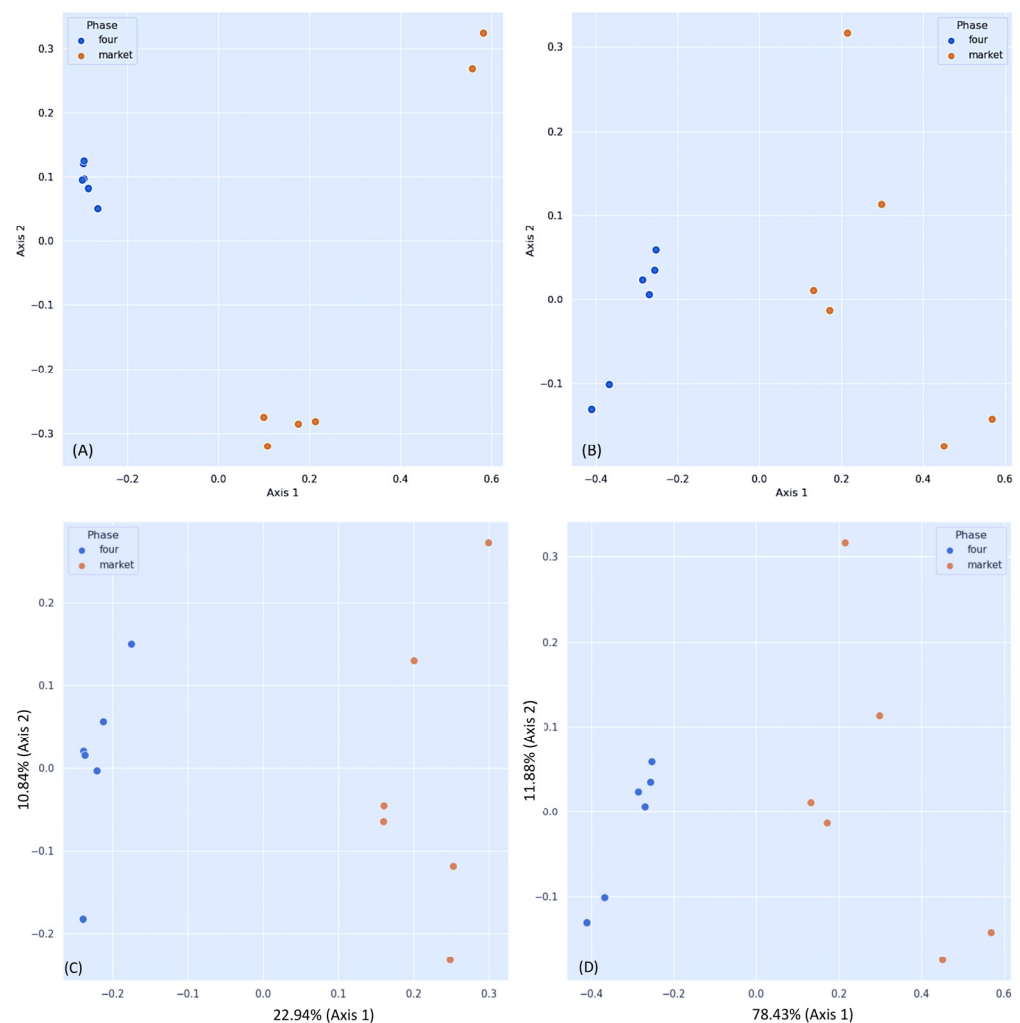 Phase
four
market
0.3
0.2
0.1
0.0
−0.1
−0.2
−0.3
Axis 2
(A)
−0.2
0.0
0.2
0.4
0.6
Axis 1
Phase
four
market
0.3
0.2
0.1
0.0
−0.1
Axis 2
(B)
−0.4
−0.2
0.0
0.2
0.4
0.6
Axis 1
Phase
four
market
0.2
0.1
0.0
−0.1
−0.2
10.84% (Axis 2)
(C)
−0.2
−0.1
0.0
0.1
0.2
0.3
22.94% (Axis 1)
Phase
four
market
0.3
0.2
0.1
0.0
−0.1
11.88% (Axis 2)
(D)
−0.4
−0.2
0.0
0.2
0.4
0.6
78.43% (Axis 1)